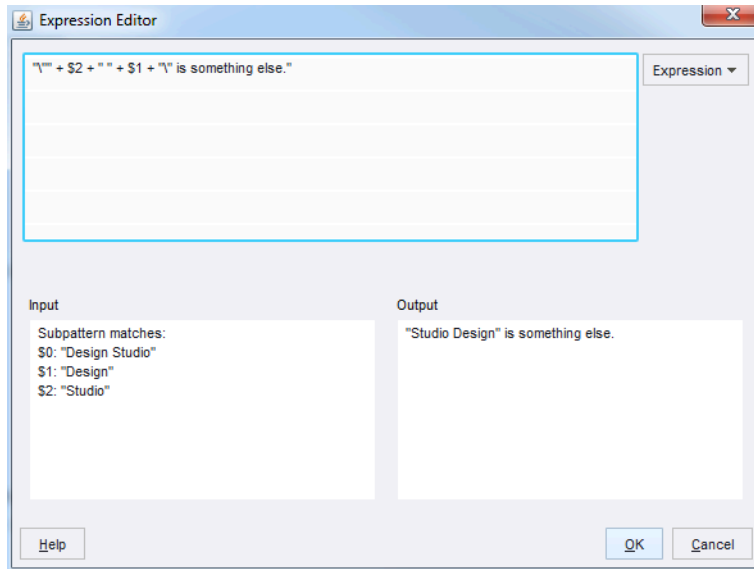 Expression Editor
"\"" + $2 + " " + $1 + "\" is something else."
Expression
Input
Output
Subpattern matches:
$0: "Design Studio"
$1: "Design"
$2: "Studio"
"Studio Design" is something else.
Help
OK
Cancel